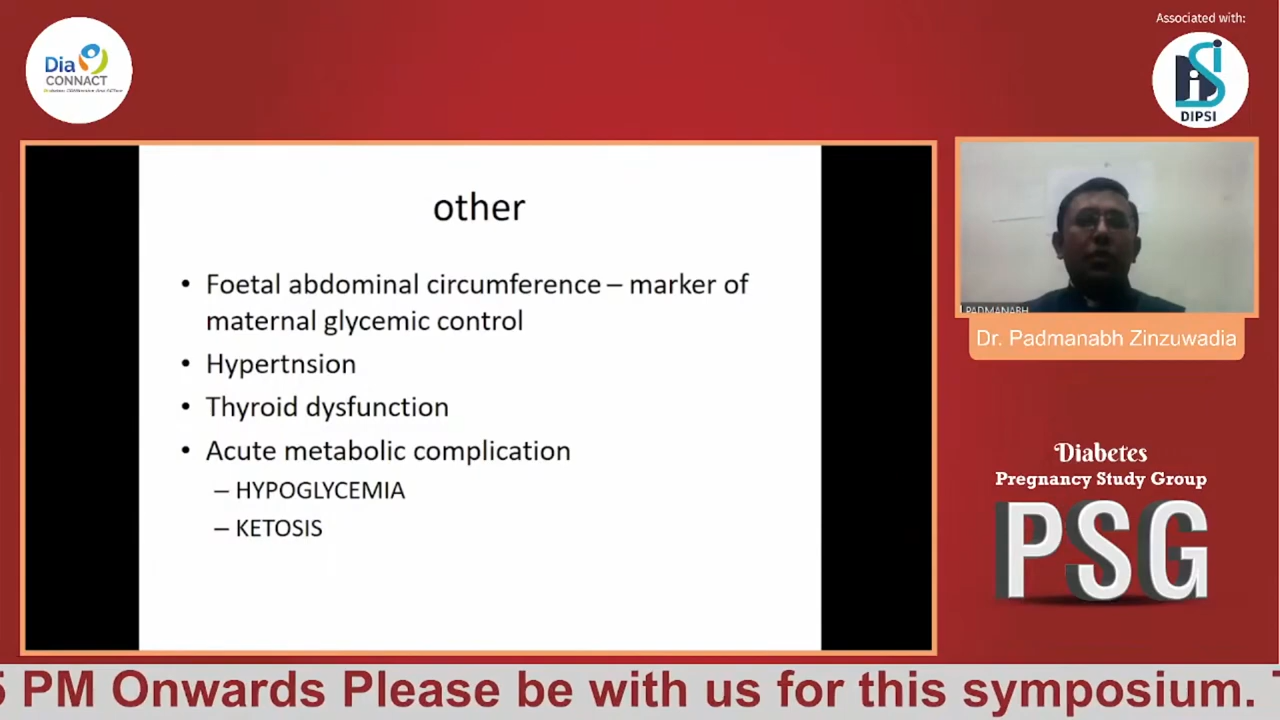 Associated with:
Dia
CONNACT
DIPSI
other
• Foetal abdominal circumference – marker of
maternal glycemic control
• Hypertnsion
• Thyroid dysfunction
• Acute metabolic complication
– HYPOGLYCEMIA
– KETOSIS
PADMANABH
Dr. Padmanabh Zinzuwadia
Diabetes
Pregnancy Study Group
PSG
5 PM Onwards Please be with us for this symposium. T